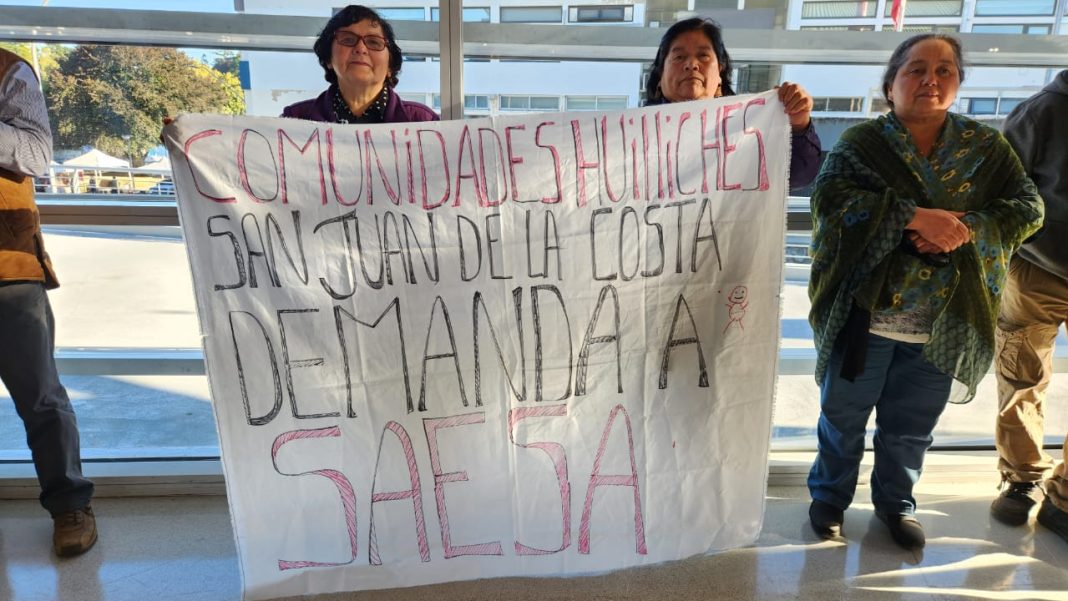 COMUNiDADES HUilliCHES
SAN JUAN DE LA COSTA
DEMANDA A
SAESA